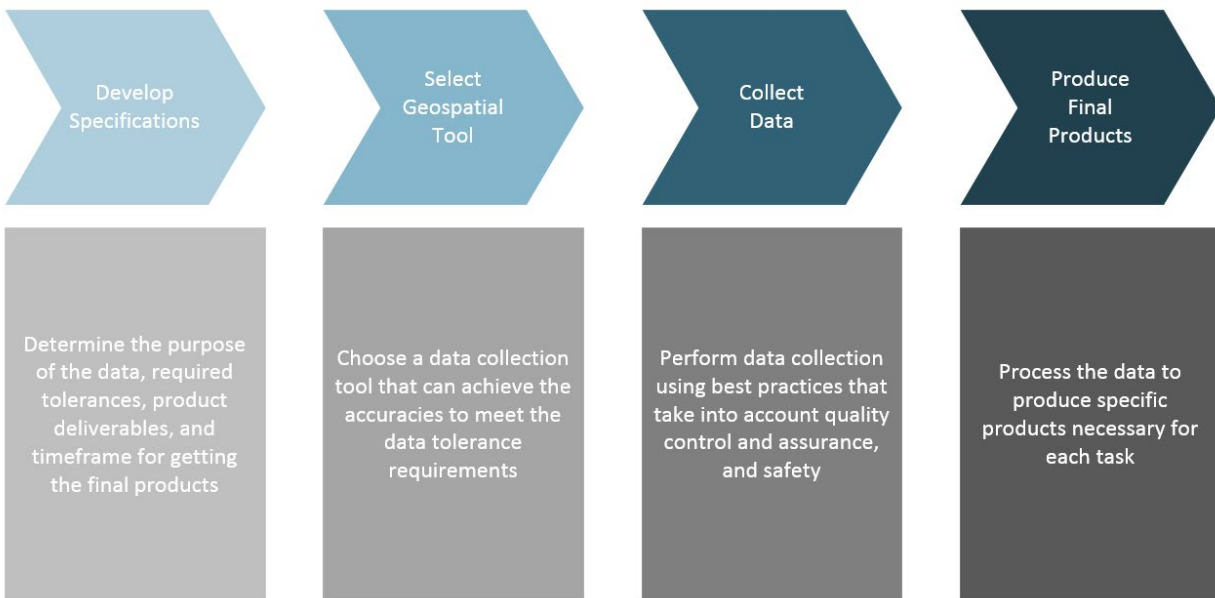 Develop
Specifications
Select
Geospatial
Tool
Collect
Data
Produce
Final
Products
Determine the purpose
of the data, required
tolerances, product
deliverables, and
timeframe for getting
the final products
Choose a data collection
tool that can achieve the
accuracies to meet the
data tolerance
requirements
Perform data collection
using best practices that
take into account quality
control and assurance,
and safety
Process the data to
produce specific
products necessary for
each task